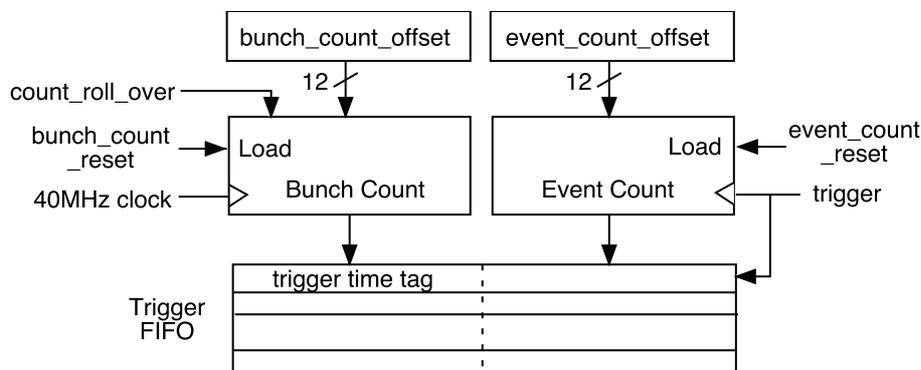 bunch_count_offset
event_count_offset
12
12
count_roll_over
bunch_count
_reset
Load
Load
event_count
_reset
40MHz clock
Bunch Count
Event Count
trigger
trigger time tag
Trigger
FIFO